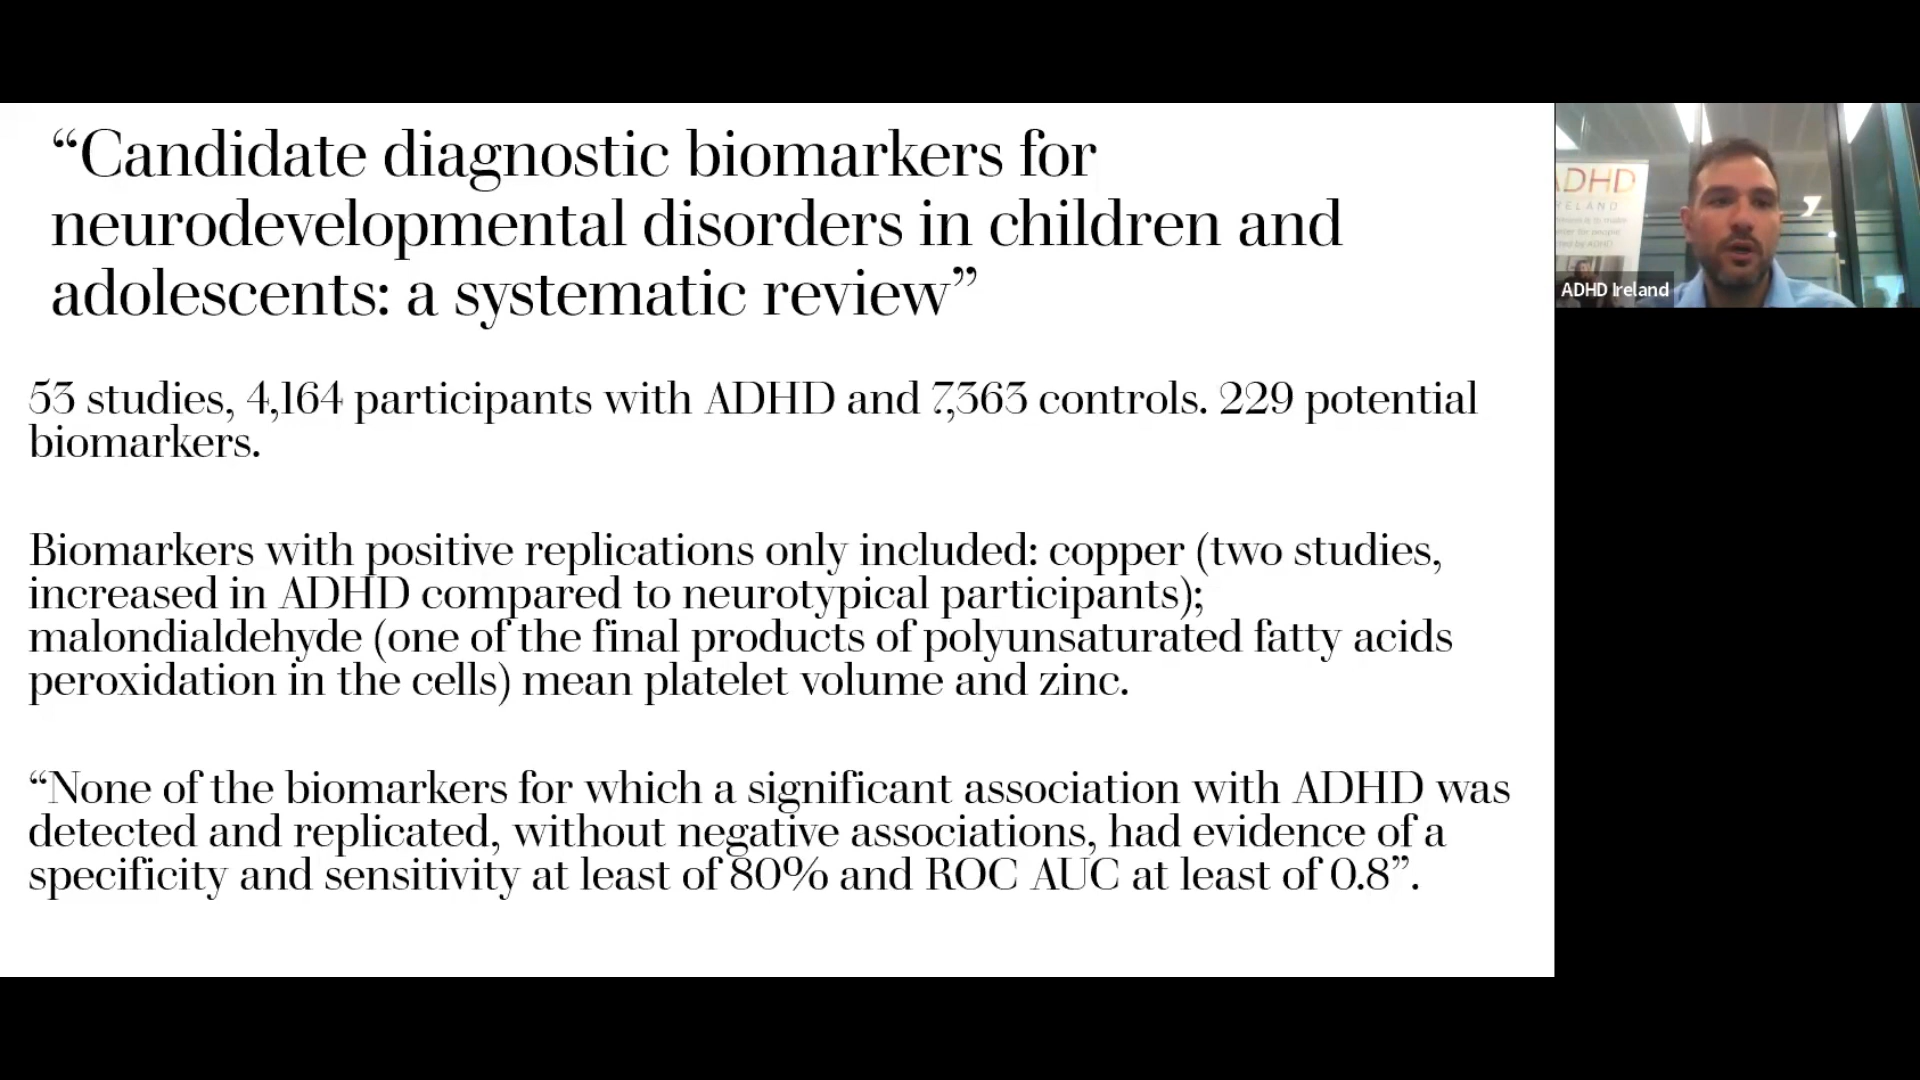 “Candidate diagnostic biomarkers for
neurodevelopmental disorders in children and
adolescents: a systematic review”
53 studies, 4,164 participants with ADHD and 7,363 controls. 229 potential
biomarkers.
Biomarkers with positive replications only included: copper (two studies,
increased in ADHD compared to neurotypical participants);
malondialdehyde (one of the final products of polyunsaturated fatty acids
peroxidation in the cells) mean platelet volume and zinc.
“None of the biomarkers for which a significant association with ADHD was
detected and replicated, without negative associations, had evidence of a
specificity and sensitivity at least of 80% and ROC AUC at least of 0.8”.
ADHD
ADHD Ireland